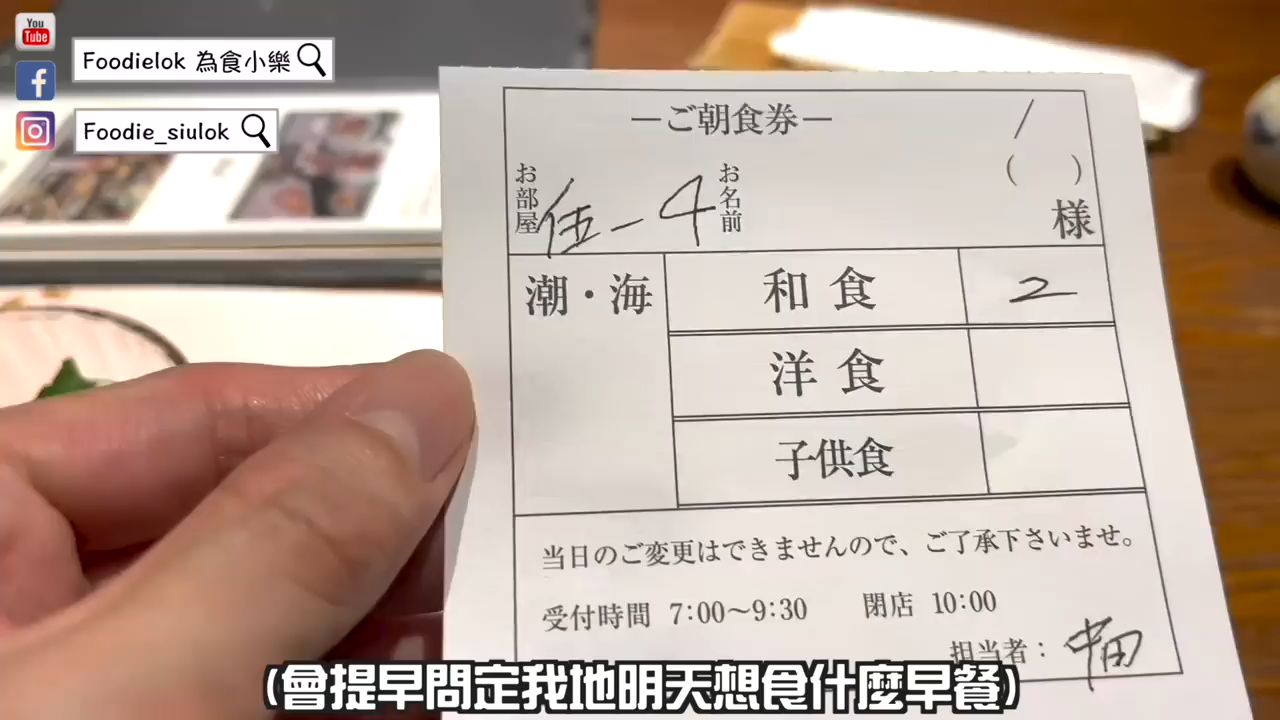 You
Tube
Foodielok 為食小樂
Foodie_siulok
ーご朝食券ー
/
( )
お部屋 伍-4 お名前
様
潮・海
和食 2
洋食
子供食
当日のご変更はできませんので、ご了承下さいませ。
受付時間 7:00〜9:30 閉店 10:00
担当者： 中田
(會提早問定我地明天想食什麼早餐)